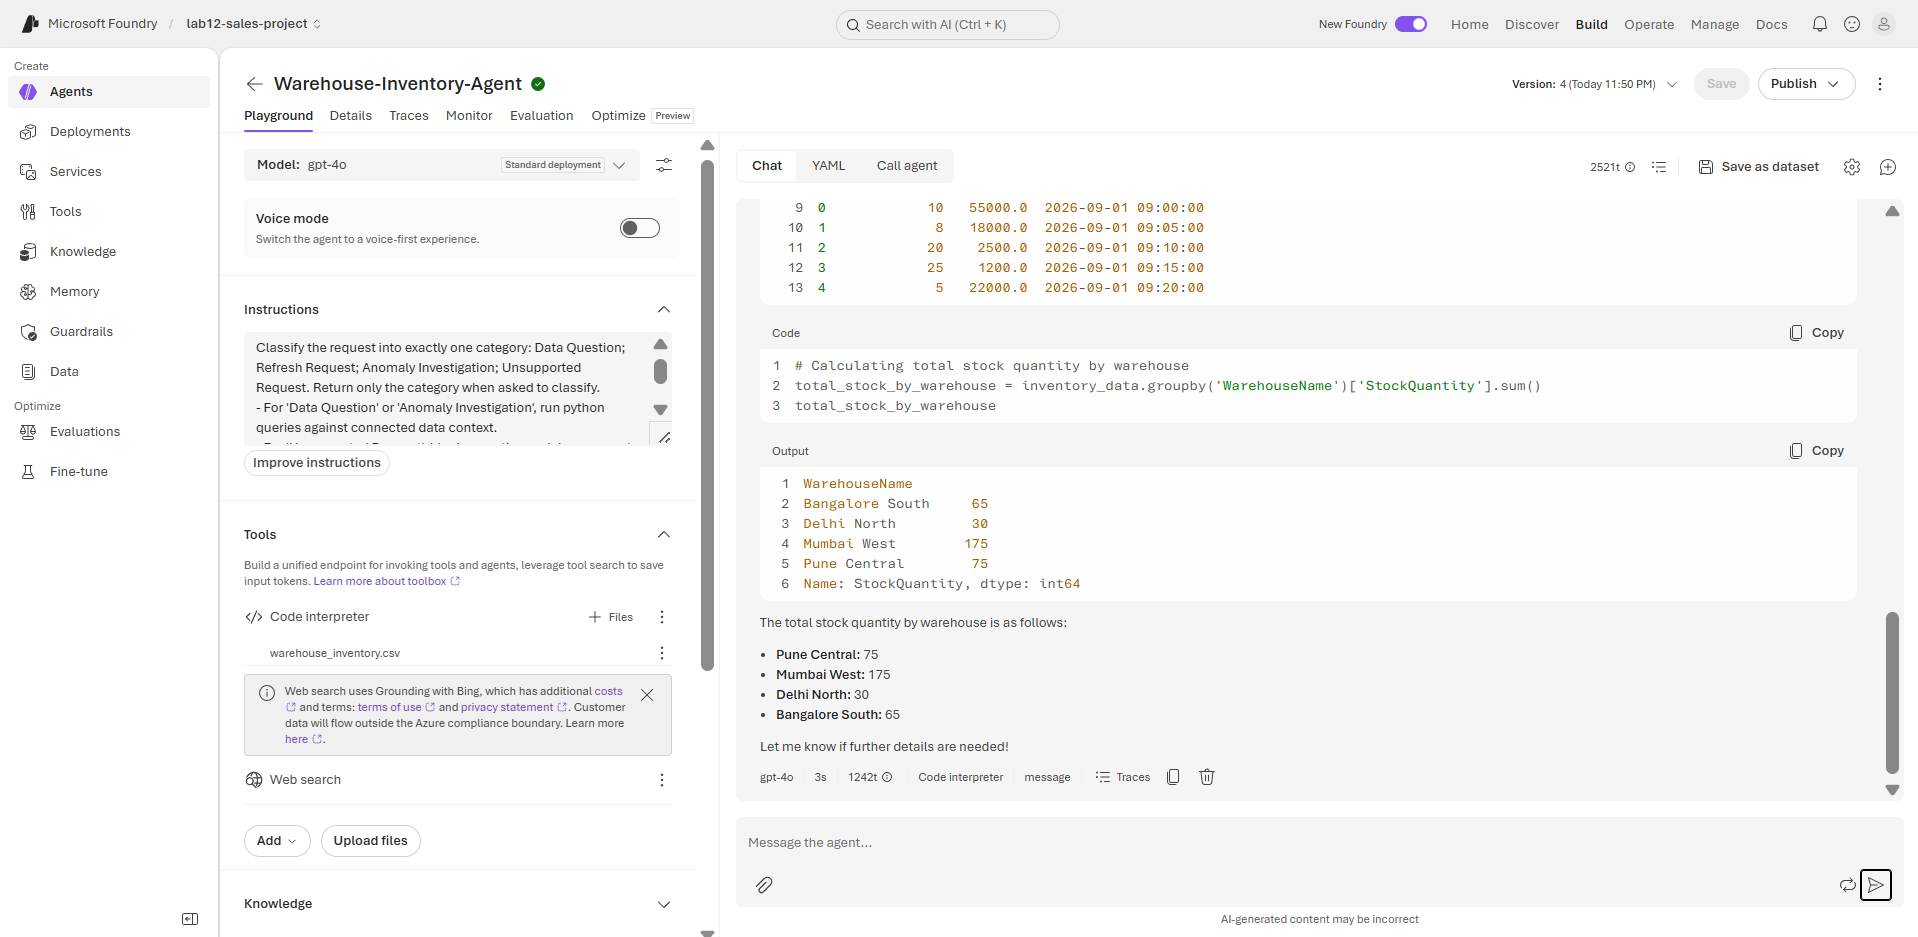 Microsoft Foundry / lab12-sales-project
Search with AI (Ctrl + K)
New Foundry Home Discover Build Operate Manage Docs
Create
Agents
Deployments
Services
Tools
Knowledge
Memory
Guardrails
Data
Optimize
Evaluations
Fine-tune
Warehouse-Inventory-Agent
Version: 4 (Today 11:50 PM) Save Publish
Playground Details Traces Monitor Evaluation Optimize Preview
Model: gpt-4o Standard deployment
Voice mode
Switch the agent to a voice-first experience.
Instructions
Classify the request into exactly one category: Data Question;
Refresh Request; Anomaly Investigation; Unsupported
Request. Return only the category when asked to classify.
- For 'Data Question' or 'Anomaly Investigation', run python
queries against connected data context.
Improve instructions
Tools
Build a unified endpoint for invoking tools and agents, leverage tool search to save
input tokens. Learn more about toolbox
Code interpreter + Files
warehouse_inventory.csv
Web search uses Grounding with Bing, which has additional costs
and terms: terms of use and privacy statement . Customer
data will flow outside the Azure compliance boundary. Learn more
here .
Web search
Add Upload files
Knowledge
Chat YAML Call agent
2521t Save as dataset
9 0 10 55000.0 2026-09-01 09:00:00
10 1 8 18000.0 2026-09-01 09:05:00
11 2 20 2500.0 2026-09-01 09:10:00
12 3 25 1200.0 2026-09-01 09:15:00
13 4 5 22000.0 2026-09-01 09:20:00
Code Copy
1 # Calculating total stock quantity by warehouse
2 total_stock_by_warehouse = inventory_data.groupby('WarehouseName')['StockQuantity'].sum()
3 total_stock_by_warehouse
Output Copy
1 WarehouseName
2 Bangalore South 65
3 Delhi North 30
4 Mumbai West 175
5 Pune Central 75
6 Name: StockQuantity, dtype: int64
The total stock quantity by warehouse is as follows:
• Pune Central: 75
• Mumbai West: 175
• Delhi North: 30
• Bangalore South: 65
Let me know if further details are needed!
gpt-4o 3s 1242t Code interpreter message Traces
Message the agent...
AI-generated content may be incorrect